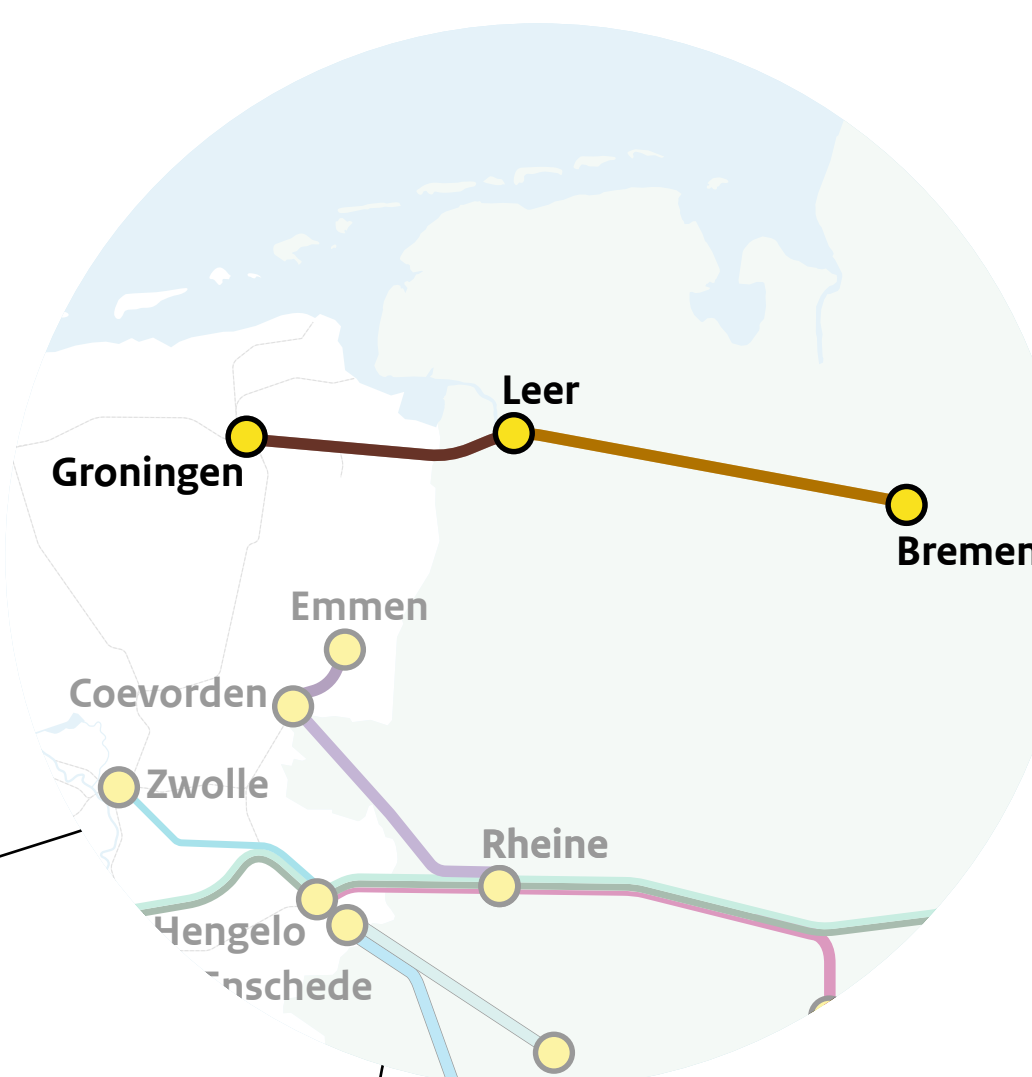 Leer
Groningen
Bremen
Emmen
Coevorden
Zwolle
Rheine
Hengelo
Enschede